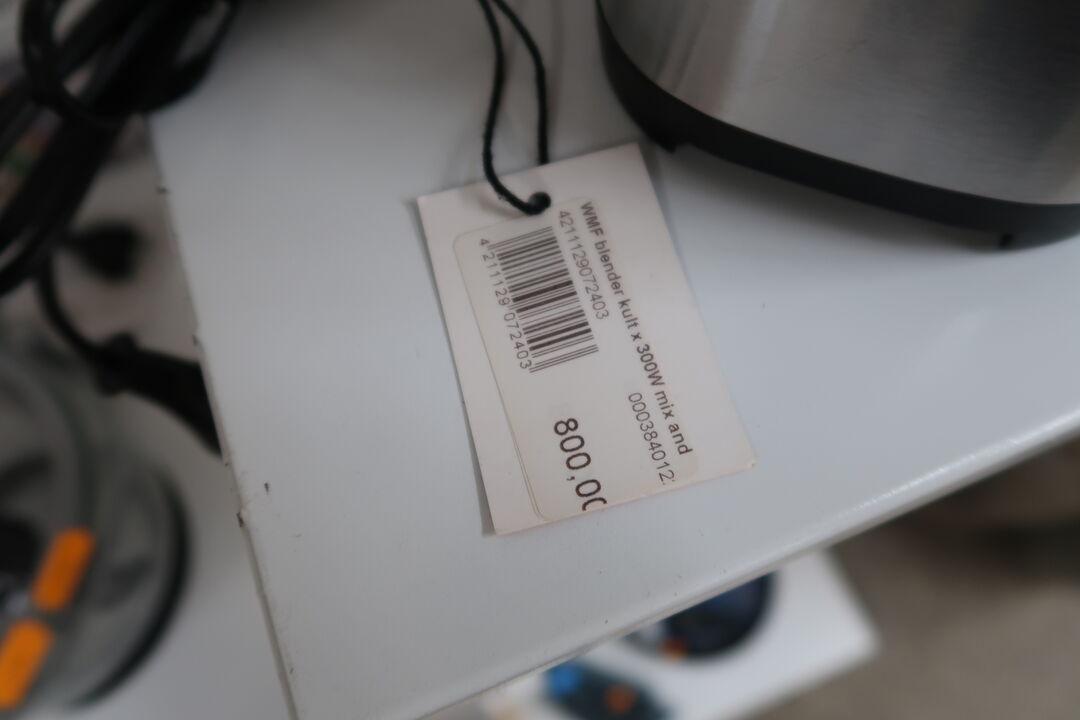 WMF blender kult x 300W mix and
4211129072403
000384012
4 211129 072403
800,00